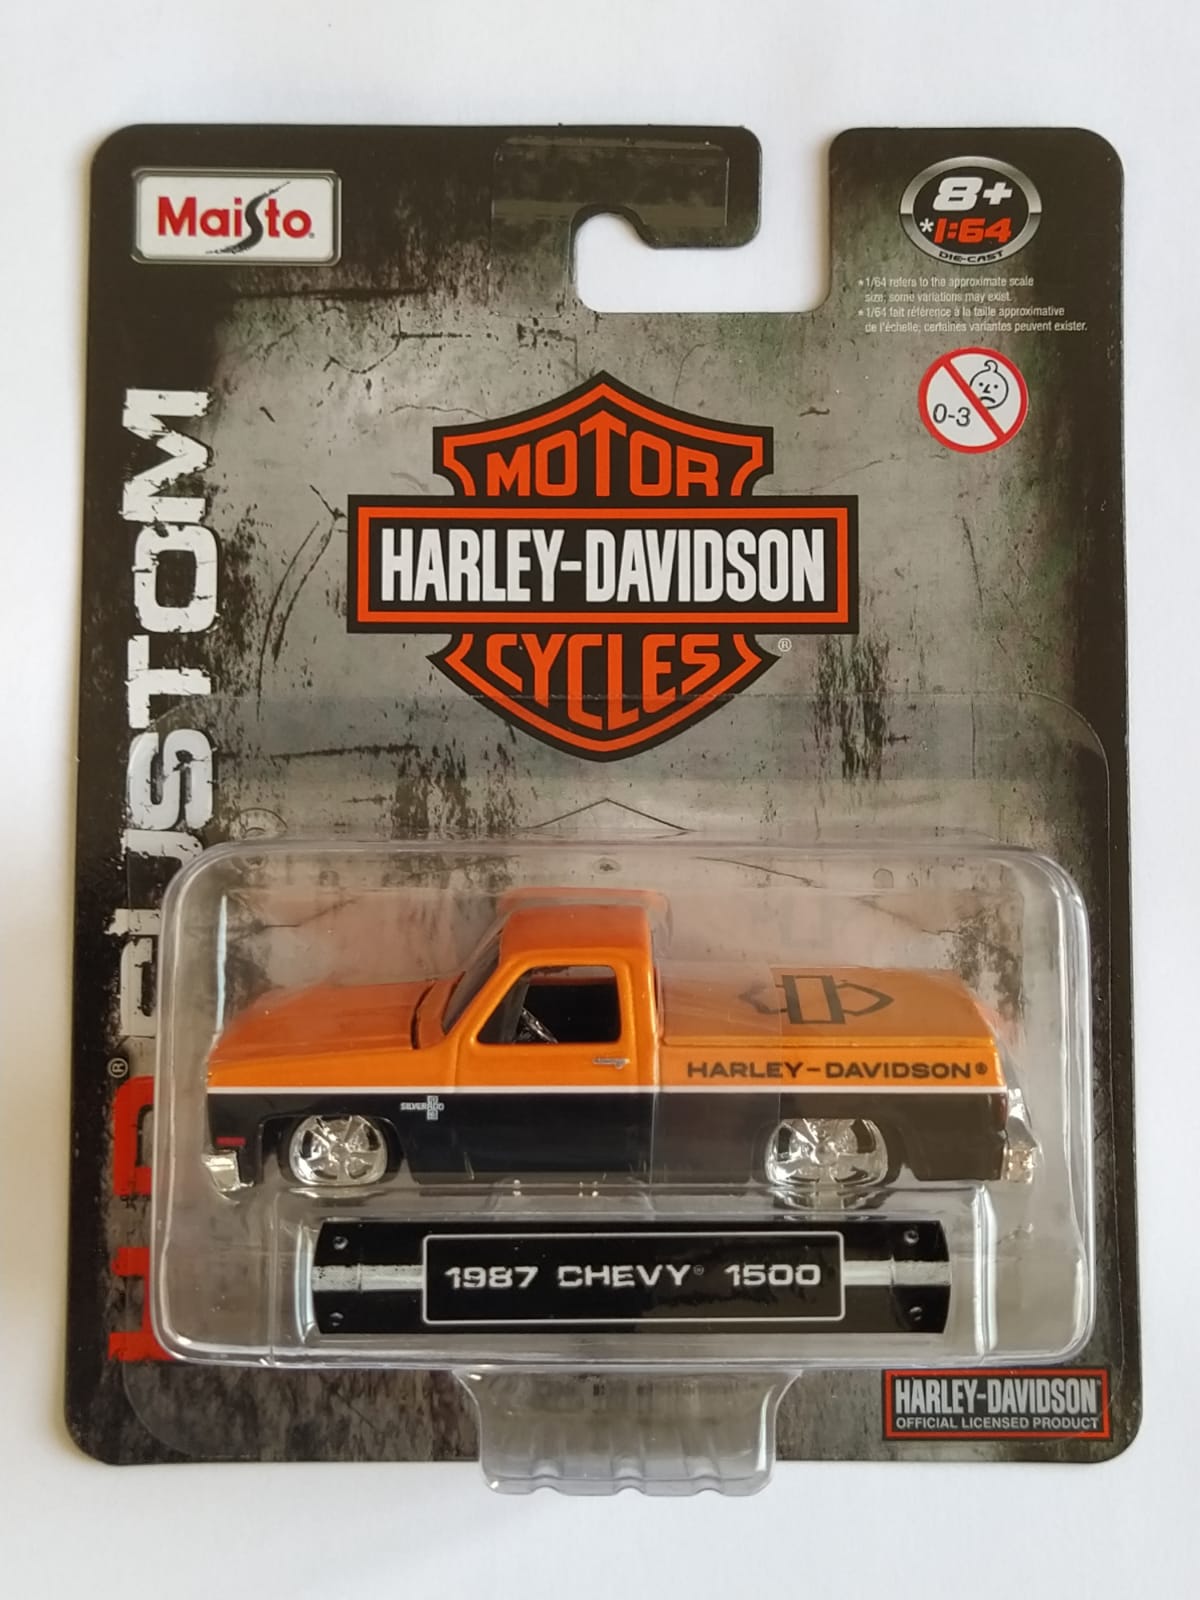 Maisto
8+
*1:64
DIE-CAST
*1/64 refers to the approximate scale
size, some variations may exist.
*1/64 fait référence à la taille approximative
de l'échelle, certaines variantes peuvent exister.
0-3
MOTOR
HARLEY-DAVIDSON
CYCLES®
H-D® CUSTOM
HARLEY-DAVIDSON®
SILVERADO
1987 CHEVY® 1500
HARLEY-DAVIDSON
OFFICIAL LICENSED PRODUCT